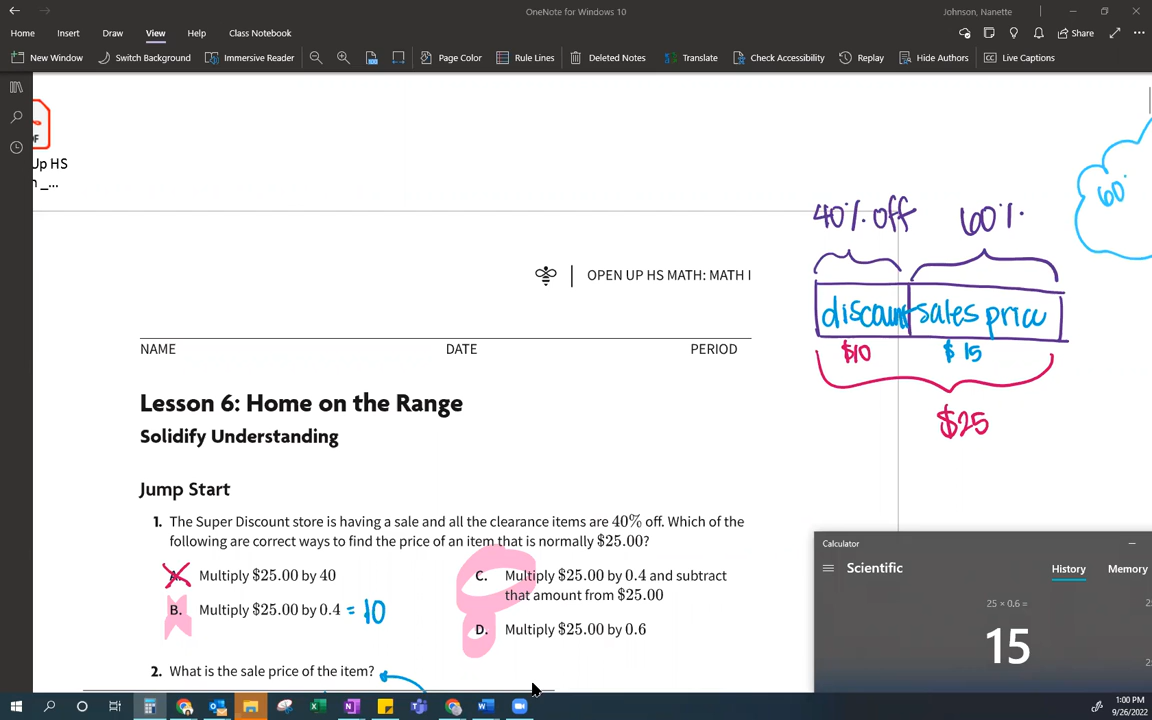 OneNote for Windows 10
Johnson, Nanette
Home Insert Draw View Help Class Notebook
Share
New Window Switch Background Immersive Reader Page Color Rule Lines Deleted Notes Translate Check Accessibility Replay Hide Authors Live Captions
Up HS
40% off 60%
60
OPEN UP HS MATH: MATH I
discount sales price
$10 $15
$25
NAME DATE PERIOD
Lesson 6: Home on the Range
Solidify Understanding
Jump Start
1. The Super Discount store is having a sale and all the clearance items are 40% off. Which of the
following are correct ways to find the price of an item that is normally $25.00?
A. Multiply $25.00 by 40
B. Multiply $25.00 by 0.4 = 10
C. Multiply $25.00 by 0.4 and subtract
that amount from $25.00
D. Multiply $25.00 by 0.6
2. What is the sale price of the item?
Calculator
Scientific
History Memory
25 × 0.6 =
15
1:00 PM
9/26/2022